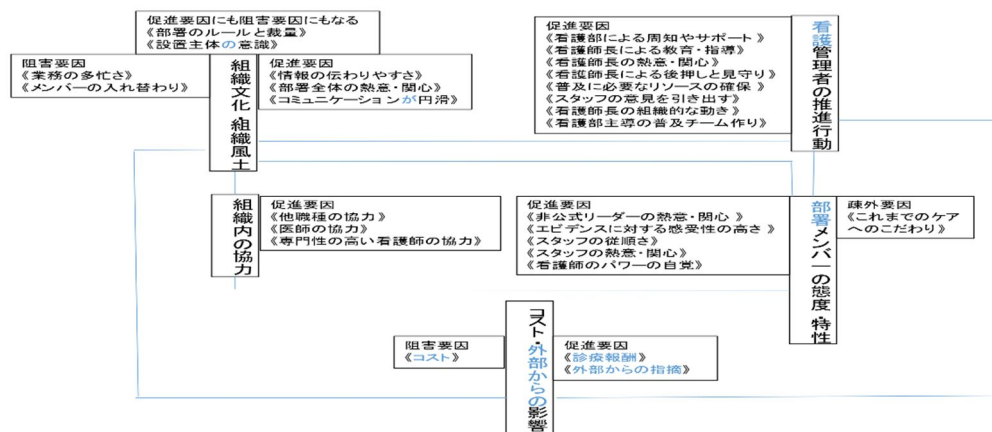 促進要因にも阻害要因にもなる
《部署のルールと裁量》
《設置主体の意識》
阻害要因
《業務の多忙さ》
《メンバーの入れ替わり》
組織文化・組織風土
促進要因
《情報の伝わりやすさ》
《部署全体の熱意・関心》
《コミュニケーションが円滑》
促進要因
《看護部による周知やサポート》
《看護師長による教育・指導》
《看護師長の熱意・関心》
《看護師長による後押しと見守り》
《普及に必要なリソースの確保》
《スタッフの意見を引き出す》
《看護師長の組織的な動き》
《看護部主導の普及チーム作り》
看護管理者の推進行動
組織内の協力
促進要因
《他職種の協力》
《医師の協力》
《専門性の高い看護師の協力》
促進要因
《非公式リーダーの熱意・関心》
《エビデンスに対する感受性の高さ》
《スタッフの従順さ》
《スタッフの熱意・関心》
《看護師のパワーの自覚》
部署メンバーの態度・特性
疎外要因
《これまでのケア
へのこだわり》
阻害要因
《コスト》
コスト・外部からの影響
促進要因
《診療報酬》
《外部からの指摘》